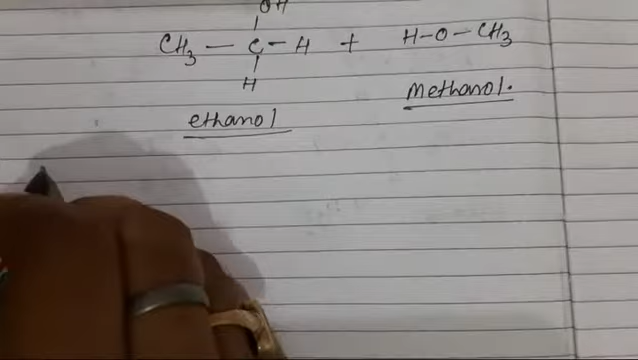 OH
CH3 — C — H + H-O-CH3
H
ethanol
Methanol.